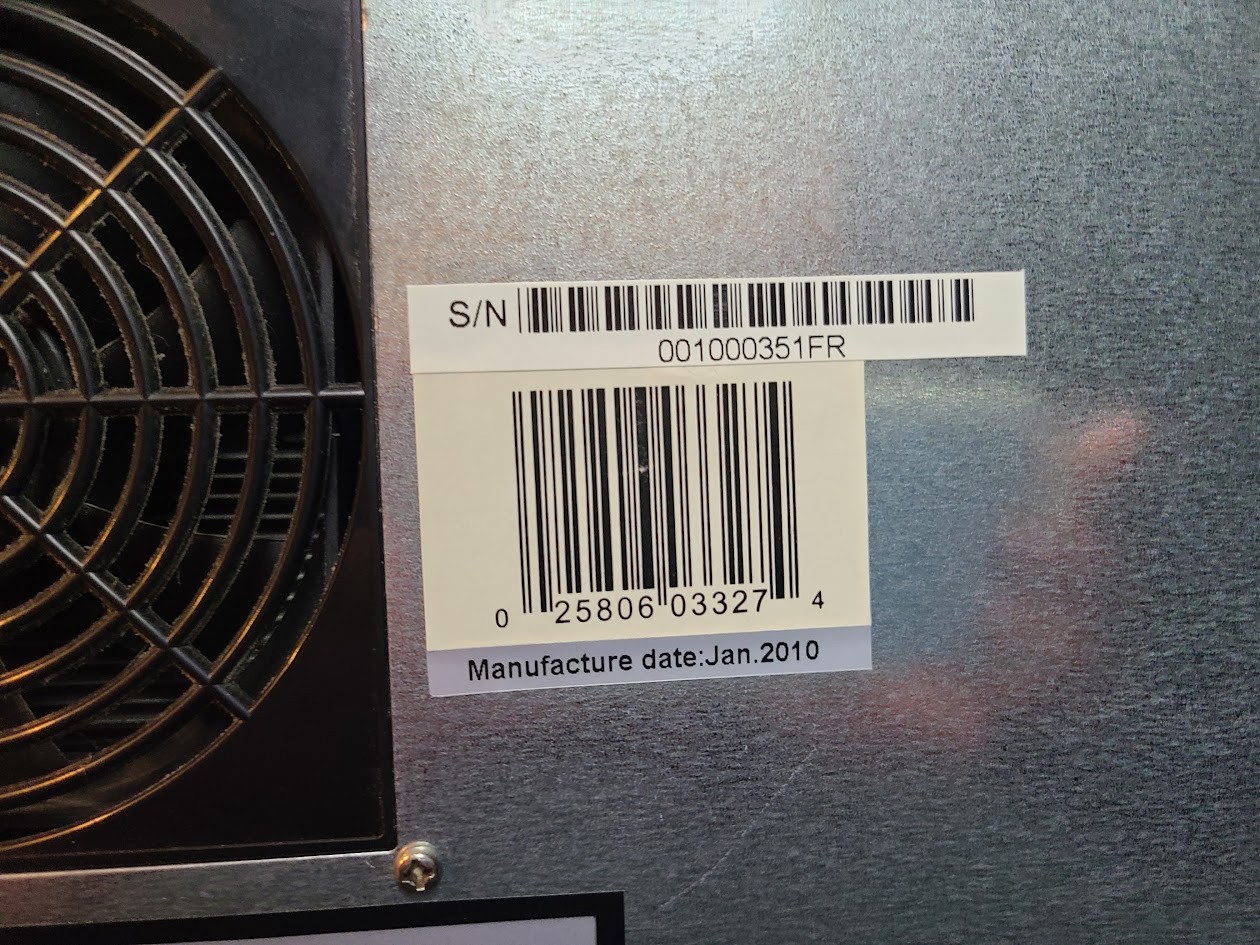 S/N
001000351FR
0 25806 03327 4
Manufacture date:Jan.2010